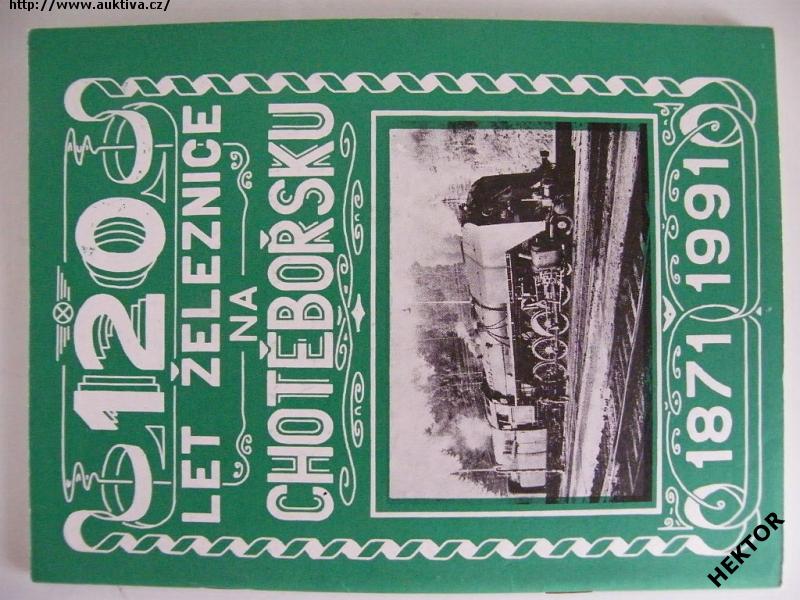 http://www.auktiva.cz/
120
LET ŽELEZNICE
NA
CHOTĚBOŘSKU
1871 1991
HEKTOR